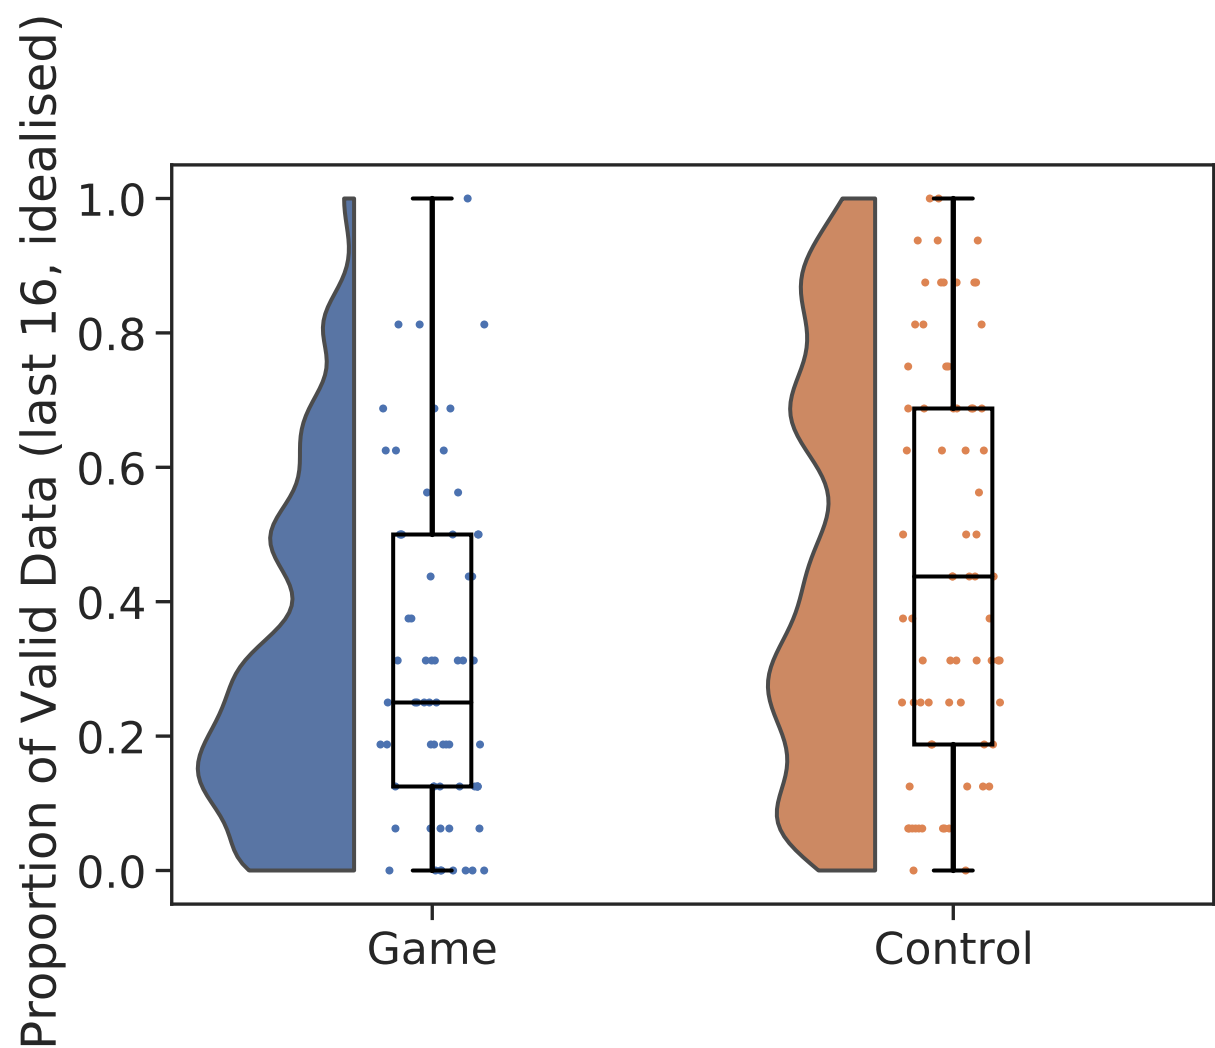 Proportion of Valid Data (last 16, idealised)
1.0
0.8
0.6
0.4
0.2
0.0
Game
Control